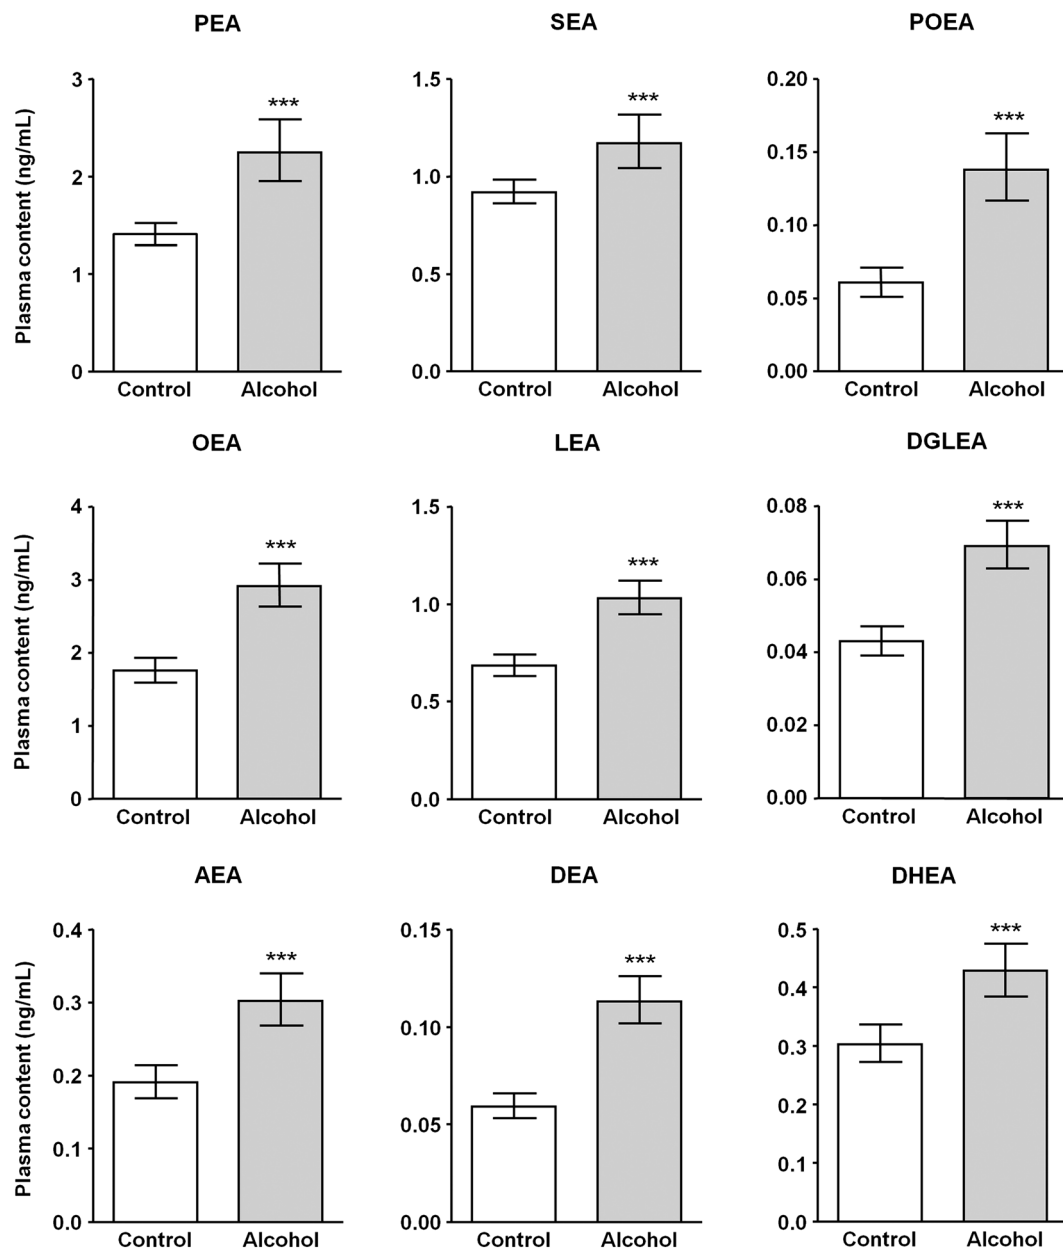 PEA SEA POEA
Plasma content (ng/mL)
3 *** 1.5 *** 0.20 ***
2 1.0 0.15
0.10
1 0.5 0.05
0 0.0 0.00
Control Alcohol Control Alcohol Control Alcohol
OEA LEA DGLEA
Plasma content (ng/mL)
4 *** 1.5 *** 0.08 ***
3 1.0 0.06
2 0.04
1 0.5 0.02
0 0.0 0.00
Control Alcohol Control Alcohol Control Alcohol
AEA DEA DHEA
Plasma content (ng/mL)
0.4 *** 0.15 *** 0.5 ***
0.3 0.10 0.4
0.2 0.3
0.1 0.05 0.2
0.1
0.0 0.00 0.0
Control Alcohol Control Alcohol Control Alcohol